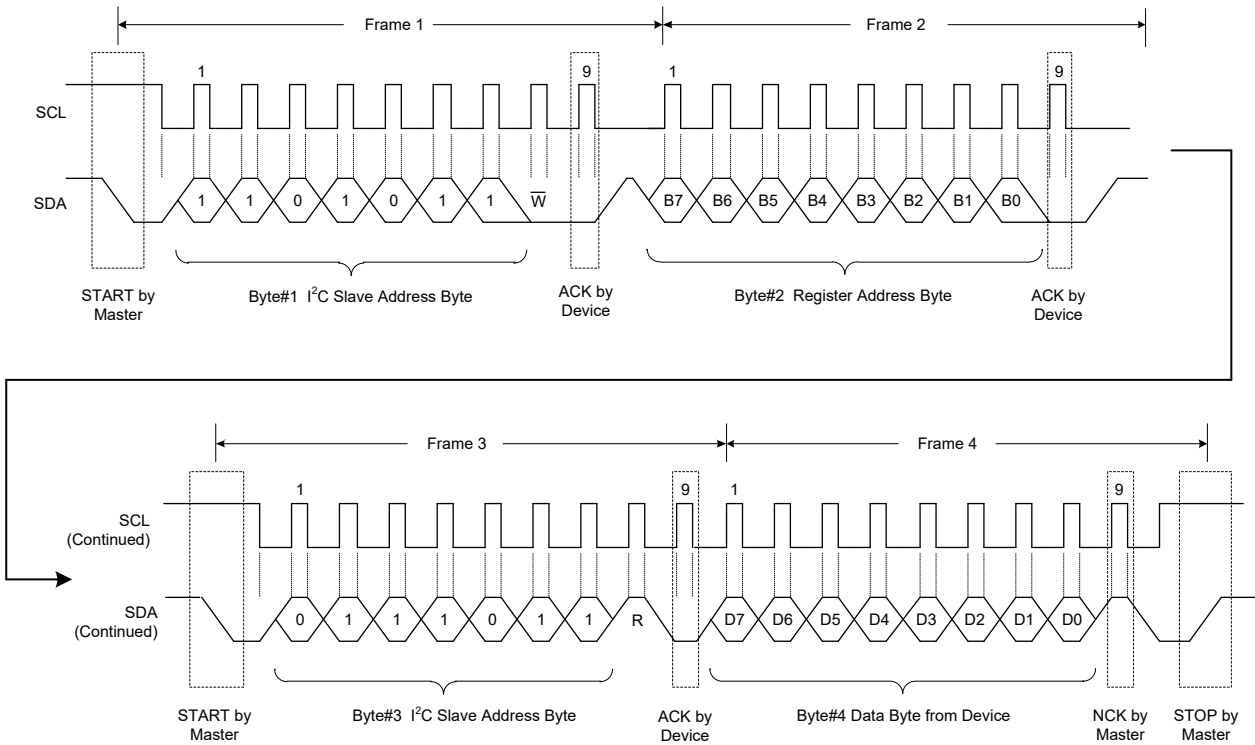 Frame 1
Frame 2
1
9
1
9
SCL
SDA
1
1
0
1
0
1
1
W
B7
B6
B5
B4
B3
B2
B1
B0
START by
Master
Byte#1 I²C Slave Address Byte
ACK by
Device
Byte#2 Register Address Byte
ACK by
Device
Frame 3
Frame 4
1
9
1
9
SCL
(Continued)
SDA
(Continued)
0
1
1
1
0
1
1
R
D7
D6
D5
D4
D3
D2
D1
D0
START by
Master
Byte#3 I²C Slave Address Byte
ACK by
Device
Byte#4 Data Byte from Device
NCK by
Master
STOP by
Master